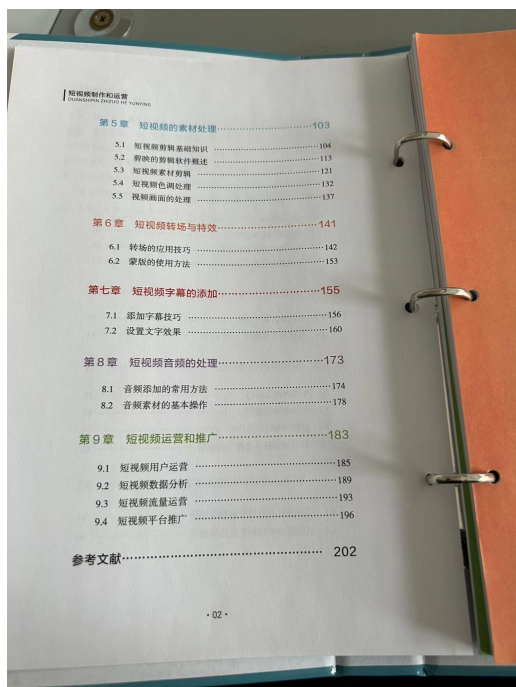 短视频制作和运营
DUANSHIPIN ZHIZUO HE YUNYING
第5章 短视频的素材处理……………………………103
5.1 短视频剪辑基础知识……………………………104
5.2 剪映的剪辑软件概述……………………………113
5.3 短视频素材剪辑……………………………121
5.4 短视频色调处理……………………………132
5.5 视频画面的处理……………………………137
第6章 短视频转场与特效……………………………141
6.1 转场的应用技巧……………………………142
6.2 蒙版的使用方法……………………………153
第七章 短视频字幕的添加……………………………155
7.1 添加字幕技巧……………………………156
7.2 设置文字效果……………………………160
第8章 短视频音频的处理……………………………173
8.1 音频添加的常用方法……………………………174
8.2 音频素材的基本操作……………………………178
第9章 短视频运营和推广……………………………183
9.1 短视频用户运营……………………………185
9.2 短视频数据分析……………………………189
9.3 短视频流量运营……………………………193
9.4 短视频平台推广……………………………196
参考文献……………………………202
·02·